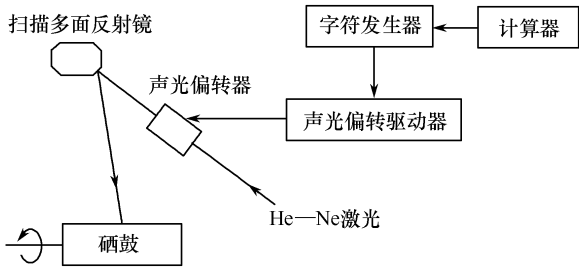 扫描多面反射镜
字符发生器
计算器
声光偏转器
声光偏转驱动器
He—Ne激光
硒鼓